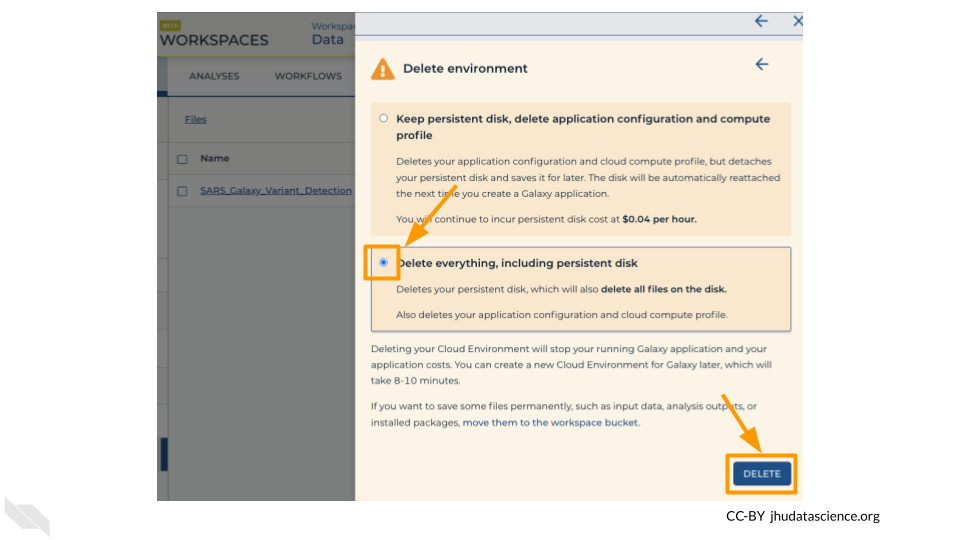 BETA
WORKSPACES
Workspa
Data
ANALYSES WORKFLOWS
Files
Name
SARS_Galaxy_Variant_Detection
Delete environment
Keep persistent disk, delete application configuration and compute
profile
Deletes your application configuration and cloud compute profile, but detaches
your persistent disk and saves it for later. The disk will be automatically reattached
the next time you create a Galaxy application.
You will continue to incur persistent disk cost at $0.04 per hour.
Delete everything, including persistent disk
Deletes your persistent disk, which will also delete all files on the disk.
Also deletes your application configuration and cloud compute profile.
Deleting your Cloud Environment will stop your running Galaxy application and your
application costs. You can create a new Cloud Environment for Galaxy later, which will
take 8-10 minutes.
If you want to save some files permanently, such as input data, analysis outputs, or
installed packages, move them to the workspace bucket.
DELETE
CC-BY jhudatascience.org